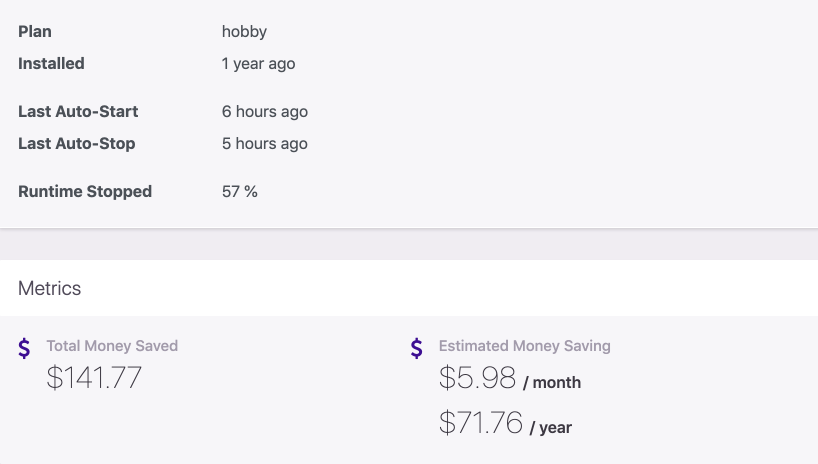 Plan hobby
Installed 1 year ago
Last Auto-Start 6 hours ago
Last Auto-Stop 5 hours ago
Runtime Stopped 57 %
Metrics
$ Total Money Saved
$141.77
$ Estimated Money Saving
$5.98 / month
$71.76 / year